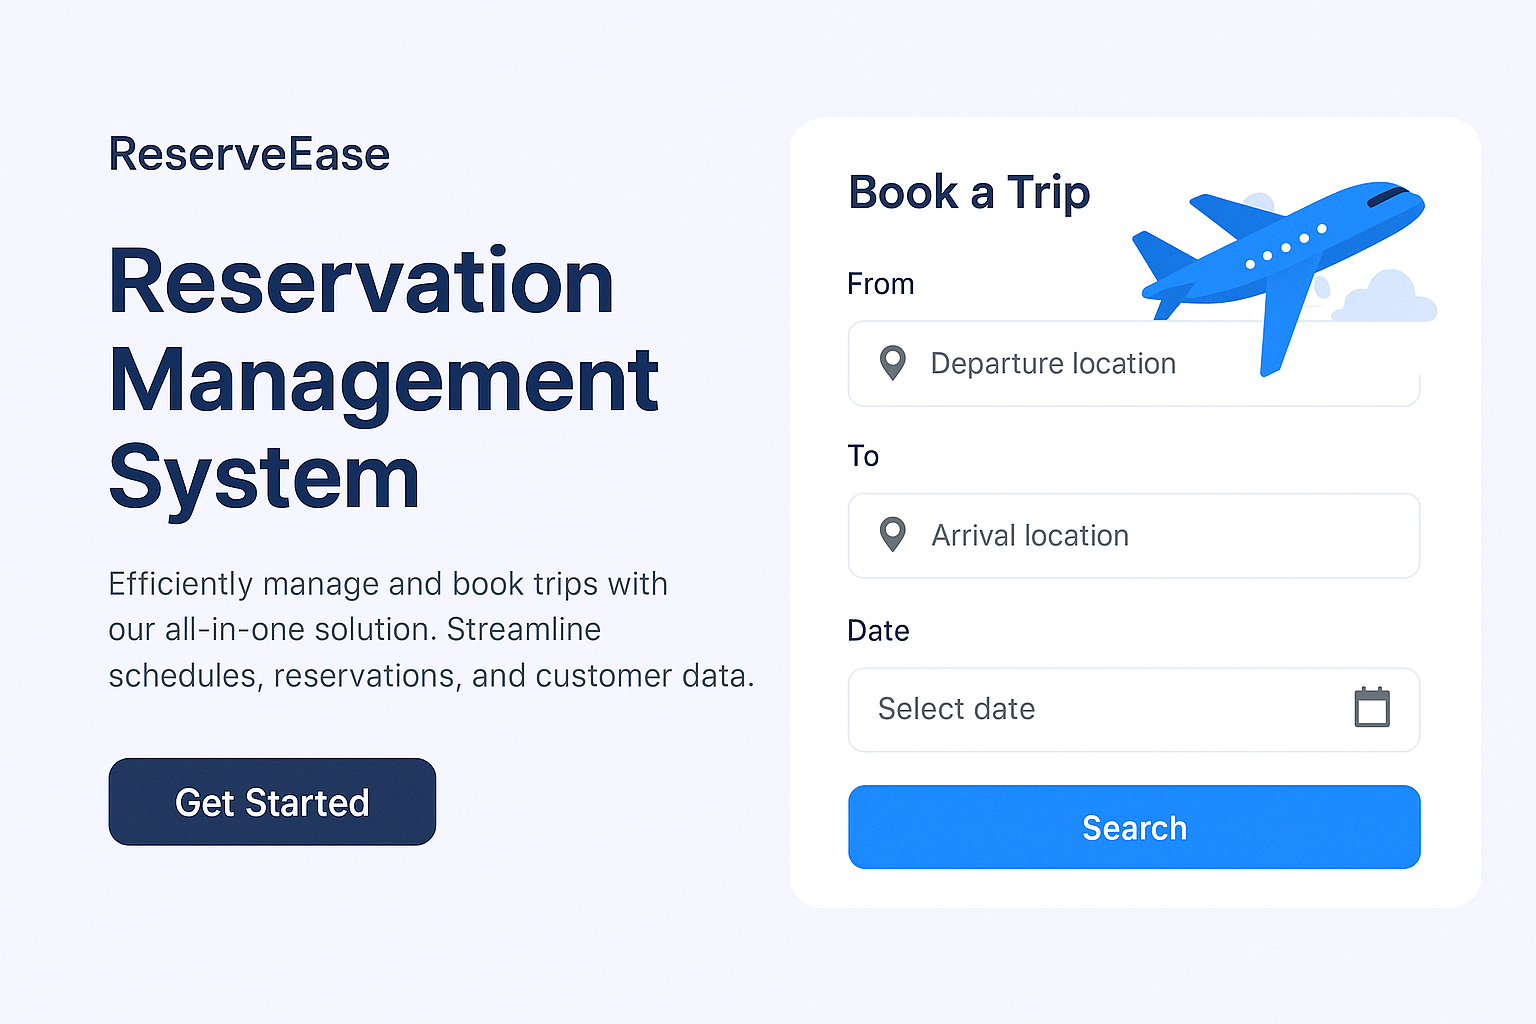 ReserveEase
Reservation
Management
System
Efficiently manage and book trips with
our all-in-one solution. Streamline
schedules, reservations, and customer data.
Get Started
Book a Trip
From
Departure location
To
Arrival location
Date
Select date
Search